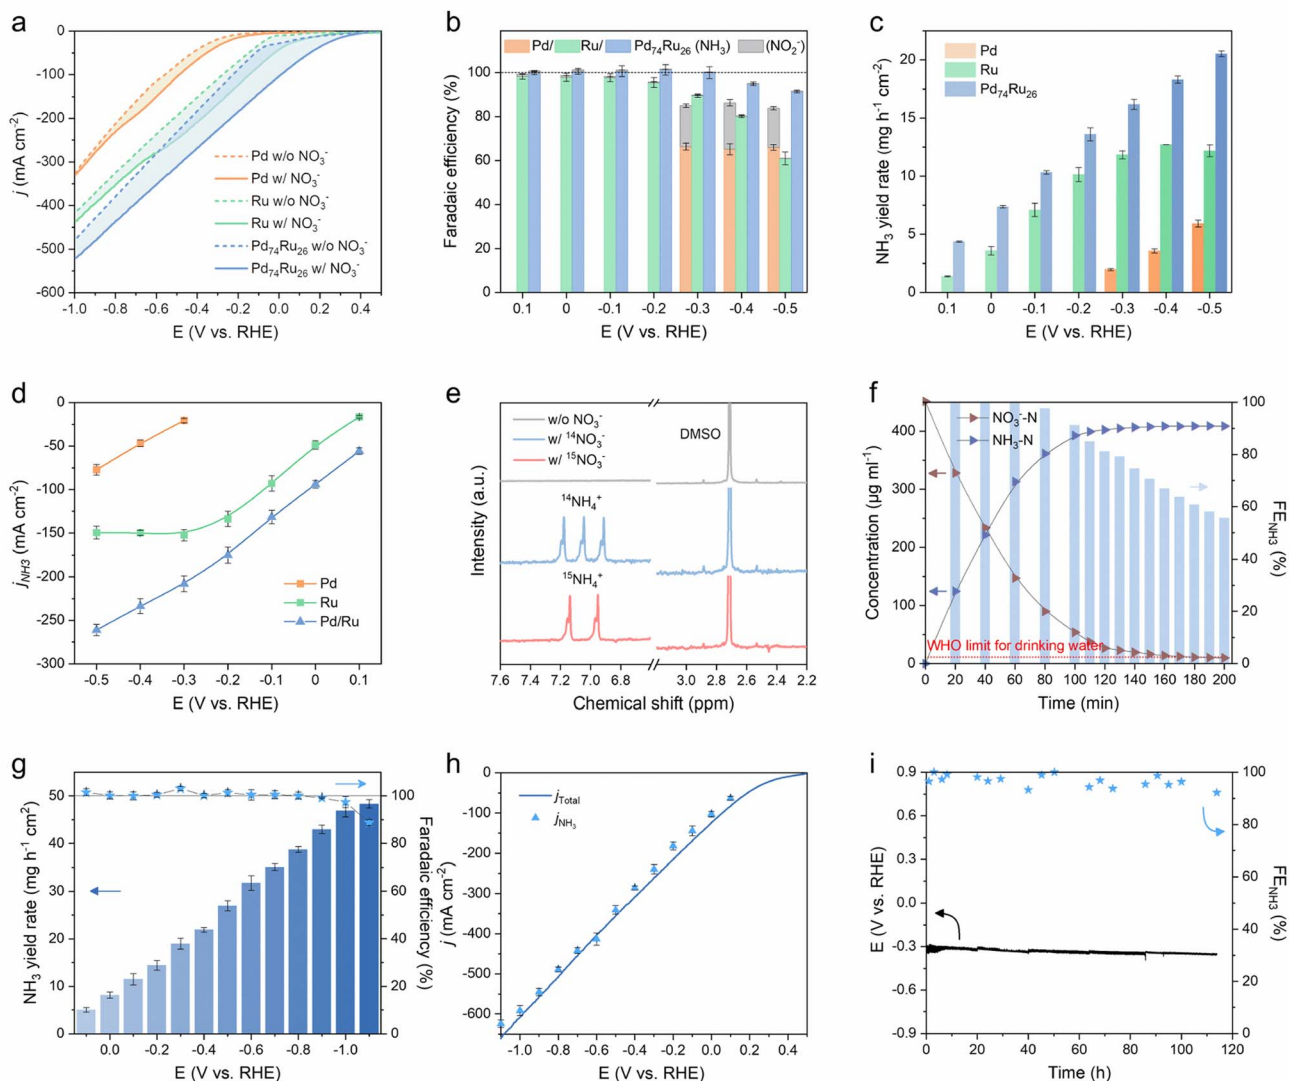 a
0
-100
-200
-300
-400
-500
-600
j (mA cm⁻²)
Pd w/o NO₃⁻
Pd w/ NO₃⁻
Ru w/o NO₃⁻
Ru w/ NO₃⁻
Pd₇₄Ru₂₆ w/o NO₃⁻
Pd₇₄Ru₂₆ w/ NO₃⁻
-1.0 -0.8 -0.6 -0.4 -0.2 0.0 0.2 0.4
E (V vs. RHE)
b
Pd/ Ru/ Pd₇₄Ru₂₆ (NH₃) (NO₂⁻)
100
80
60
40
20
0
Faradaic efficiency (%)
0.1 0 -0.1 -0.2 -0.3 -0.4 -0.5
E (V vs. RHE)
c
Pd
Ru
Pd₇₄Ru₂₆
20
15
10
5
0
NH₃ yield rate (mg h⁻¹ cm⁻²)
0.1 0 -0.1 -0.2 -0.3 -0.4 -0.5
E (V vs. RHE)
d
0
-50
-100
-150
-200
-250
-300
j_NH3 (mA cm⁻²)
Pd
Ru
Pd/Ru
-0.5 -0.4 -0.3 -0.2 -0.1 0 0.1
E (V vs. RHE)
e
w/o NO₃⁻
w/ ¹⁴NO₃⁻
w/ ¹⁵NO₃⁻
DMSO
¹⁴NH₄⁺
¹⁵NH₄⁺
Intensity (a.u.)
7.6 7.4 7.2 7.0 6.8 3.0 2.8 2.6 2.4 2.2
Chemical shift (ppm)
f
NO₃⁻-N
NH₃-N
400
300
200
100
0
Concentration (µg ml⁻¹)
WHO limit for drinking water
100
80
60
40
20
0
FE_NH3 (%)
0 20 40 60 80 100 120 140 160 180 200
Time (min)
g
50
40
30
20
10
0
NH₃ yield rate (mg h⁻¹ cm²)
100
90
80
70
60
50
40
30
20
10
0
Faradaic efficiency (%)
0.0 -0.2 -0.4 -0.6 -0.8 -1.0
E (V vs. RHE)
h
0
-100
-200
-300
-400
-500
-600
j (mA cm⁻²)
j_Total
j_NH₃
-1.0 -0.8 -0.6 -0.4 -0.2 0.0 0.2 0.4
E (V vs. RHE)
i
0.9
0.6
0.3
0.0
-0.3
-0.6
-0.9
E (V vs. RHE)
100
80
60
40
20
0
FE_NH3 (%)
0 20 40 60 80 100 120
Time (h)